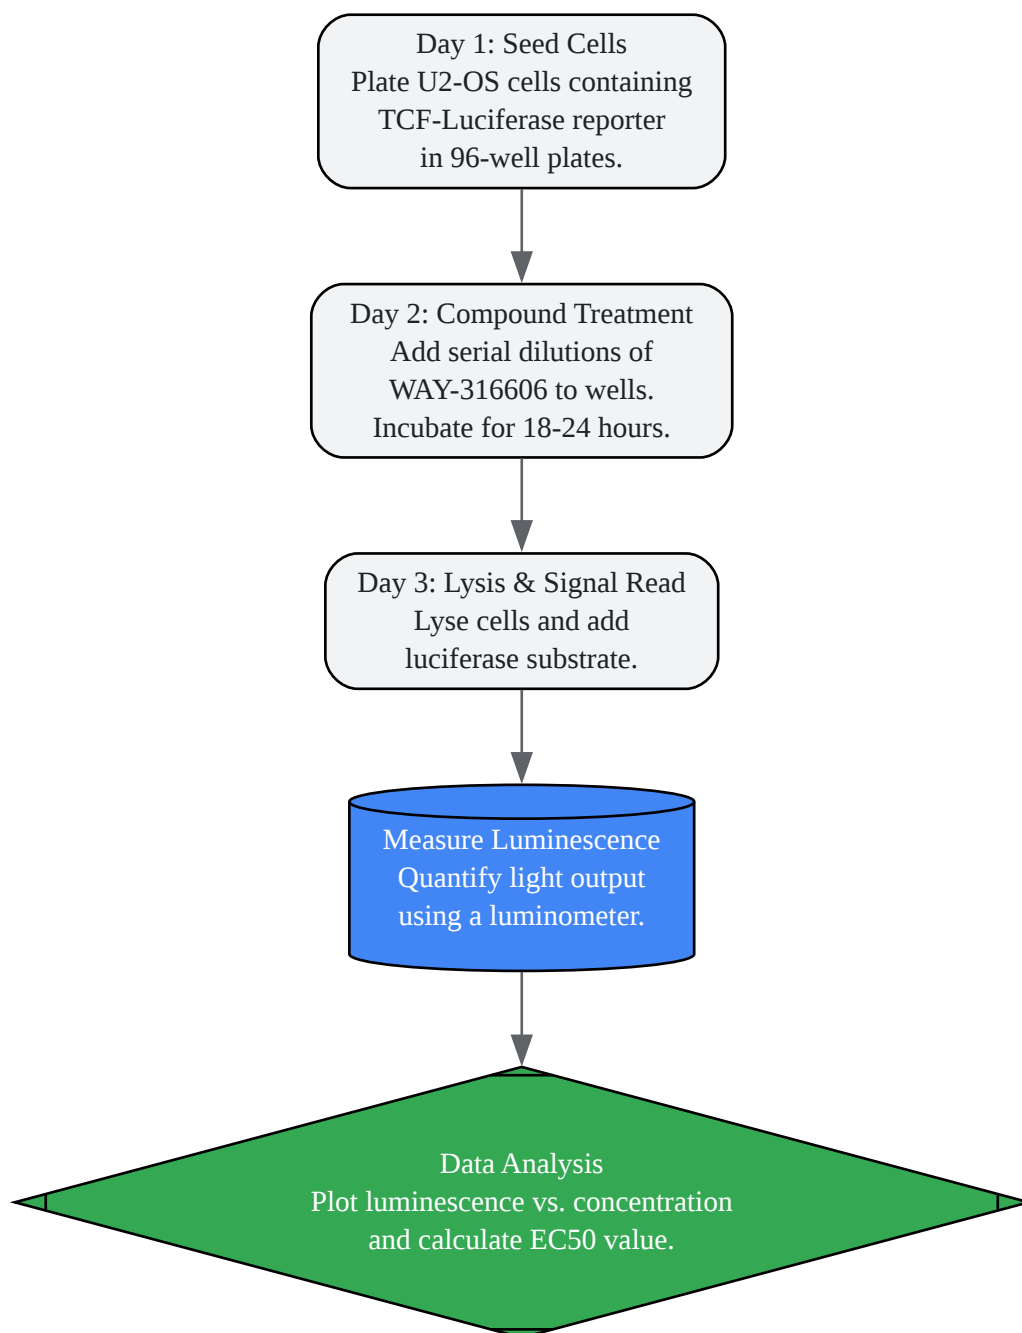 Day 1: Seed Cells
Plate U2-OS cells containing
TCF-Luciferase reporter
in 96-well plates.
Day 2: Compound Treatment
Add serial dilutions of
WAY-316606 to wells.
Incubate for 18-24 hours.
Day 3: Lysis & Signal Read
Lyse cells and add
luciferase substrate.
Measure Luminescence
Quantify light output
using a luminometer.
Data Analysis
Plot luminescence vs. concentration
and calculate EC50 value.